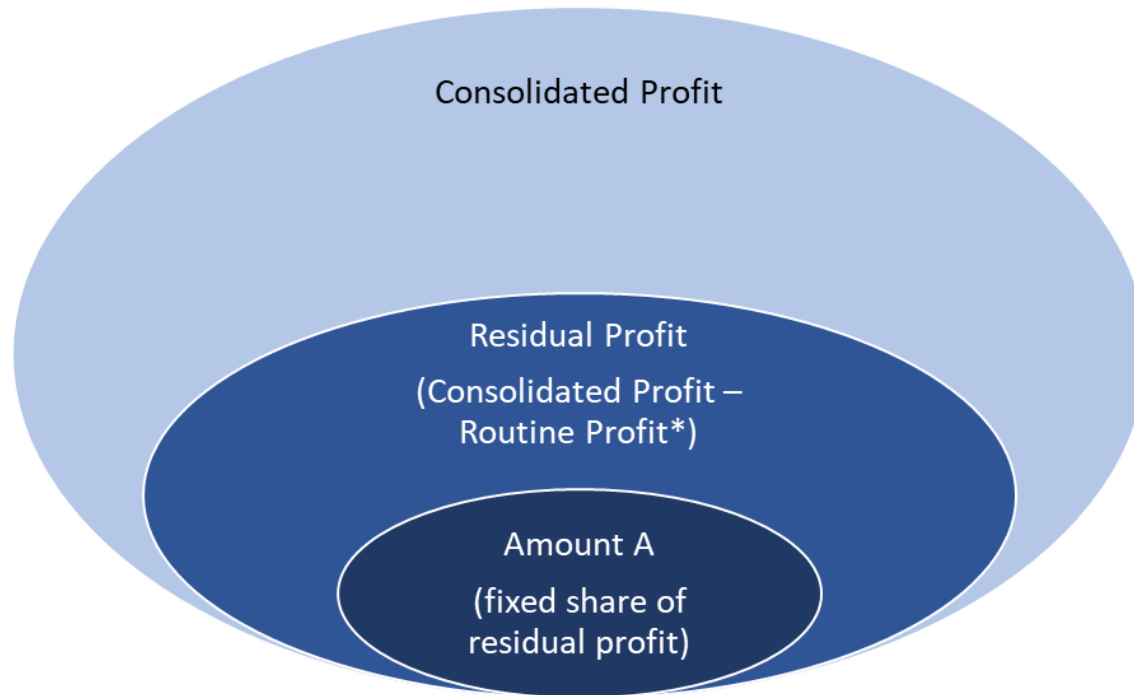 Consolidated Profit
Residual Profit
(Consolidated Profit –
Routine Profit*)
Amount A
(fixed share of
residual profit)